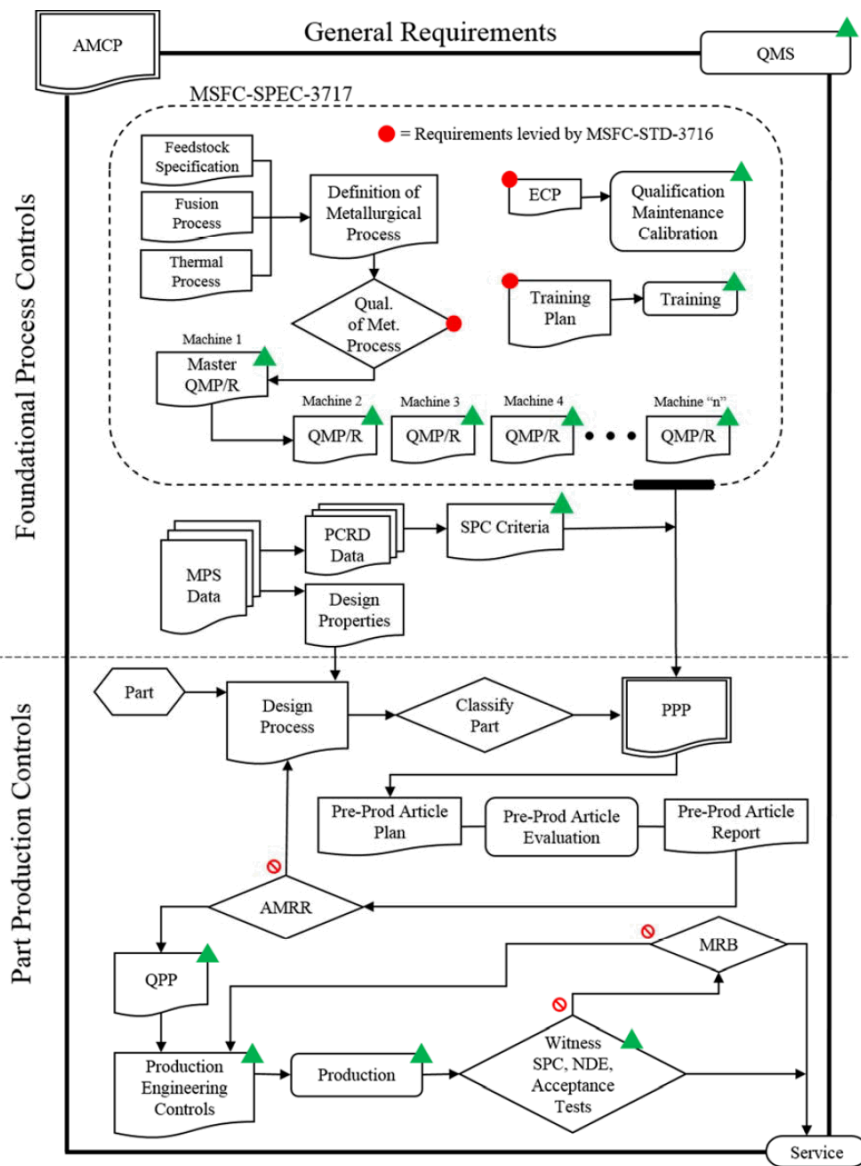 General Requirements
AMCP
QMS
MSFC-SPEC-3717
= Requirements levied by MSFC-STD-3716
Foundational Process Controls
Feedstock
Specification
Fusion
Process
Thermal
Process
Definition of
Metallurgical
Process
ECP
Qualification
Maintenance
Calibration
Qual.
of Met.
Process
Training
Plan
Training
Machine 1
Master
QMP/R
Machine 2
QMP/R
Machine 3
QMP/R
Machine 4
QMP/R
Machine “n”
QMP/R
MPS
Data
PCRD
Data
SPC Criteria
Design
Properties
Part Production Controls
Part
Design
Process
Classify
Part
PPP
Pre-Prod Article
Plan
Pre-Prod Article
Evaluation
Pre-Prod Article
Report
AMRR
MRB
QPP
Production
Engineering
Controls
Production
Witness
SPC, NDE,
Acceptance
Tests
Service